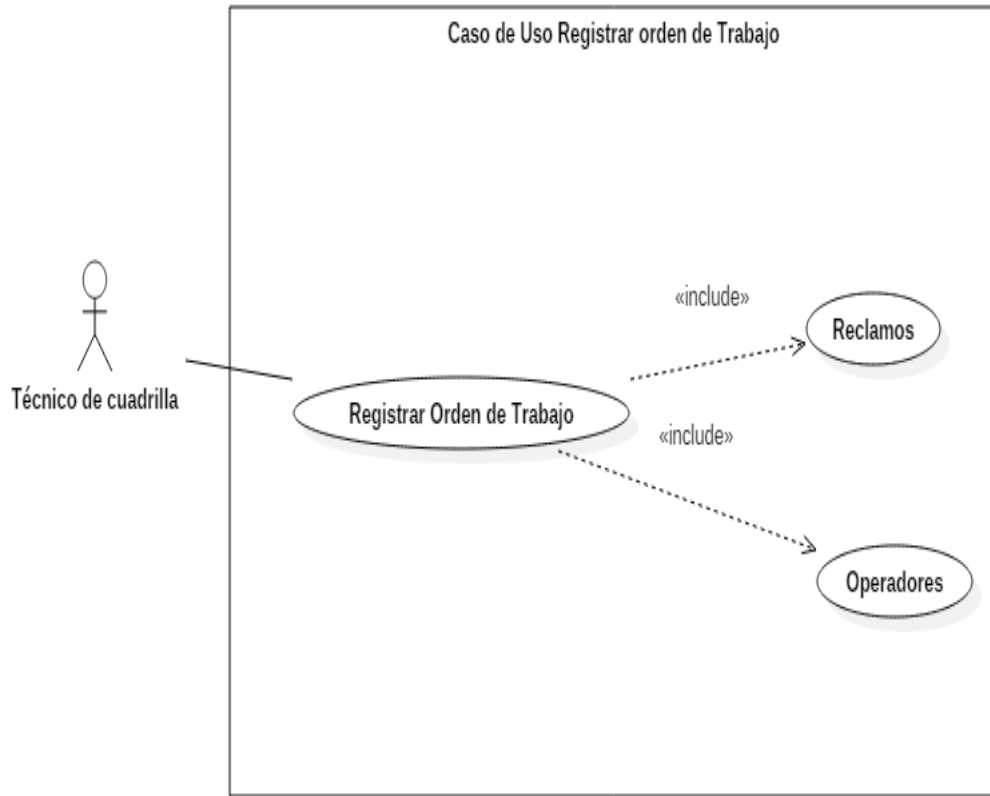 Caso de Uso Registrar orden de Trabajo
«include»
Reclamos
Técnico de cuadrilla
Registrar Orden de Trabajo
«include»
Operadores